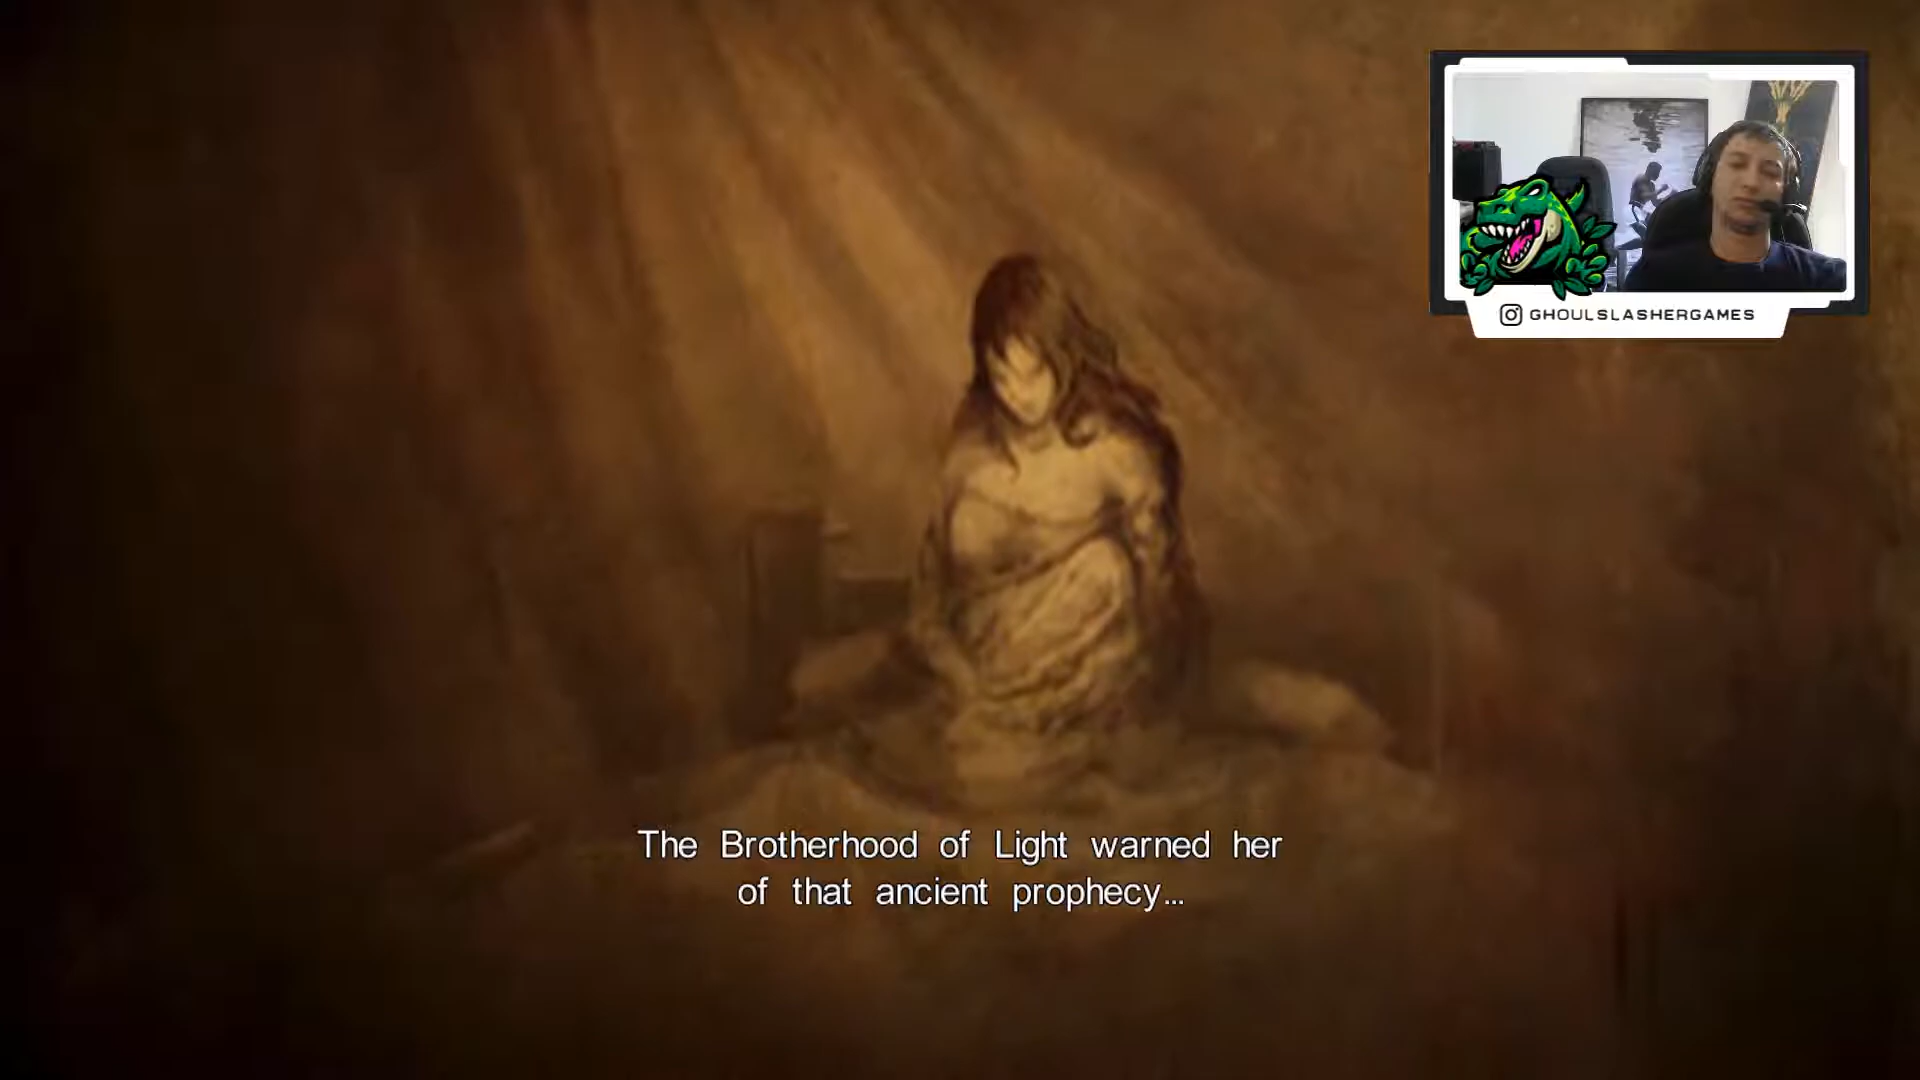 GHOULSLASHERGAMES
The Brotherhood of Light warned her
of that ancient prophecy...